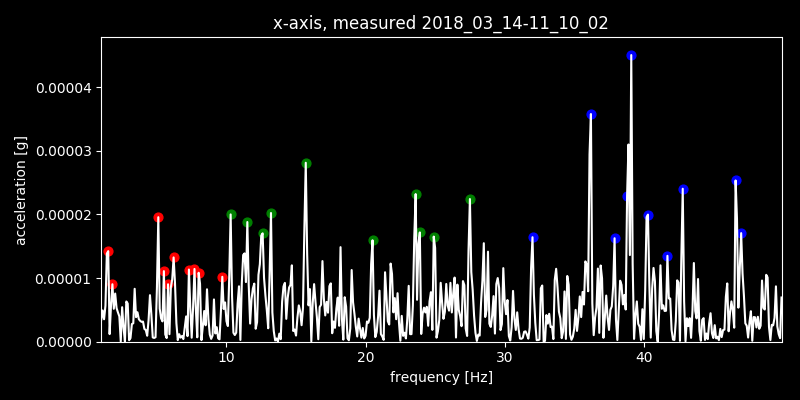 x-axis, measured 2018_03_14-11_10_02
acceleration [g]
0.00004
0.00003
0.00002
0.00001
0.00000
10 20 30 40
frequency [Hz]